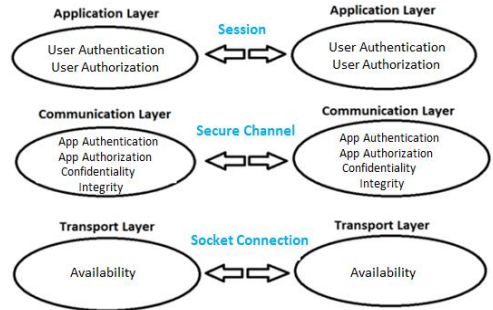 Application Layer
Application Layer
Session
User Authentication
User Authorization
User Authentication
User Authorization
Communication Layer
Communication Layer
Secure Channel
App Authentication
App Authorization
Confidentiality
Integrity
App Authentication
App Authorization
Confidentiality
Integrity
Transport Layer
Transport Layer
Socket Connection
Availability
Availability